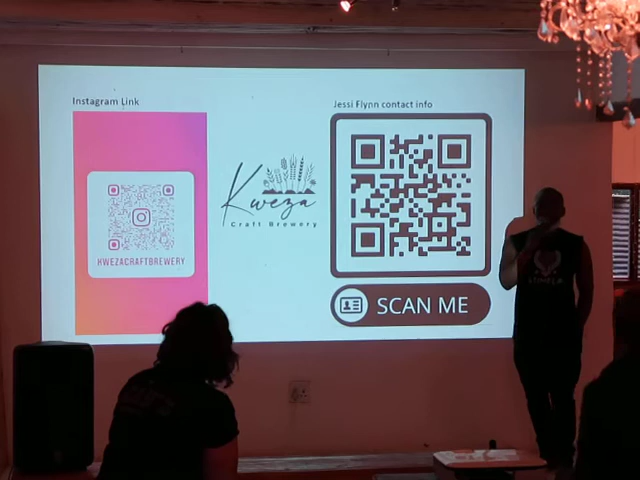 Instagram Link
Jessi Flynn contact info
Kweza
Craft Brewery
KWEZACRAFTBREWERY
SCAN ME